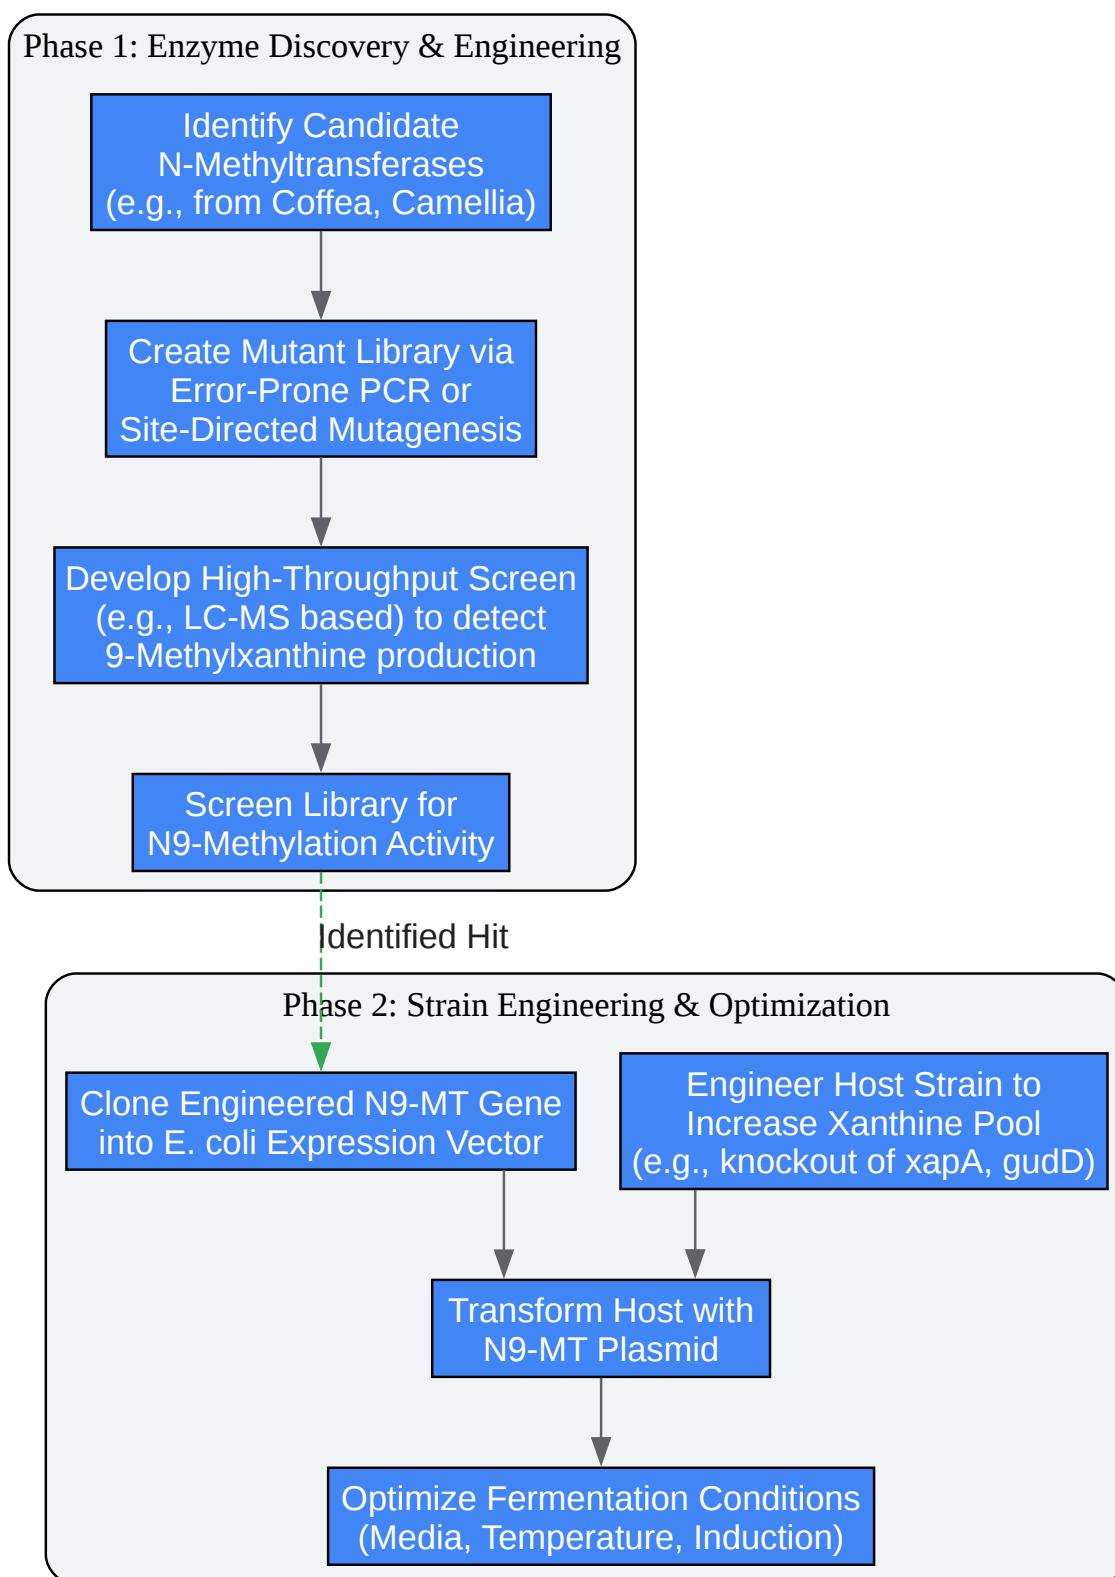 Phase 1: Enzyme Discovery & Engineering
Identify Candidate
N-Methyltransferases
(e.g., from Coffea, Camellia)
Create Mutant Library via
Error-Prone PCR or
Site-Directed Mutagenesis
Develop High-Throughput Screen
(e.g., LC-MS based) to detect
9-Methylxanthine production
Screen Library for
N9-Methylation Activity
Identified Hit
Phase 2: Strain Engineering & Optimization
Clone Engineered N9-MT Gene
into E. coli Expression Vector
Engineer Host Strain to
Increase Xanthine Pool
(e.g., knockout of xapA, gudD)
Transform Host with
N9-MT Plasmid
Optimize Fermentation Conditions
(Media, Temperature, Induction)